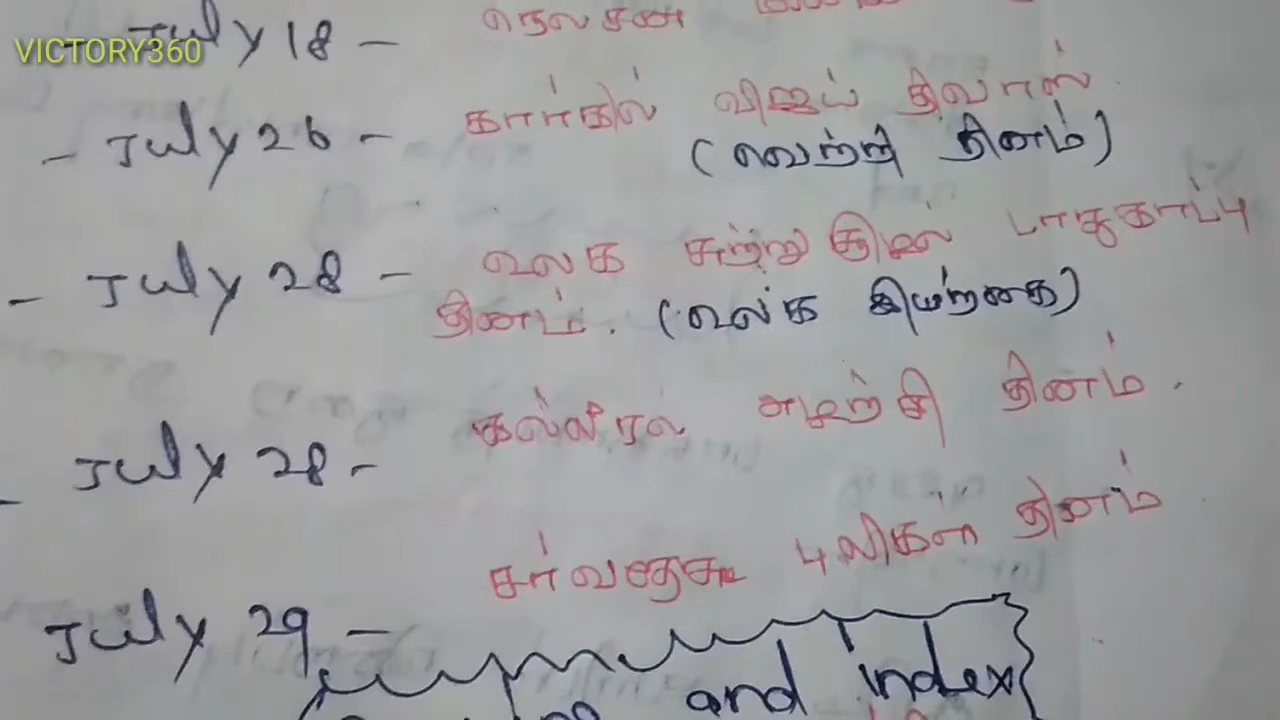 VICTORY360
- July 18 - நெல்சன்
- July 26 - கார்கில் விஜய் திவாஸ்
(வெற்றி தினம்)
- July 28 - உலக சுற்றுசூழல் பாதுகாப்பு
தினம். (உலக இயற்கை)
- July 28 - கல்லீரல் அழற்சி தினம்.
July 29 - சர்வதேச புலிகள் தினம்
and index